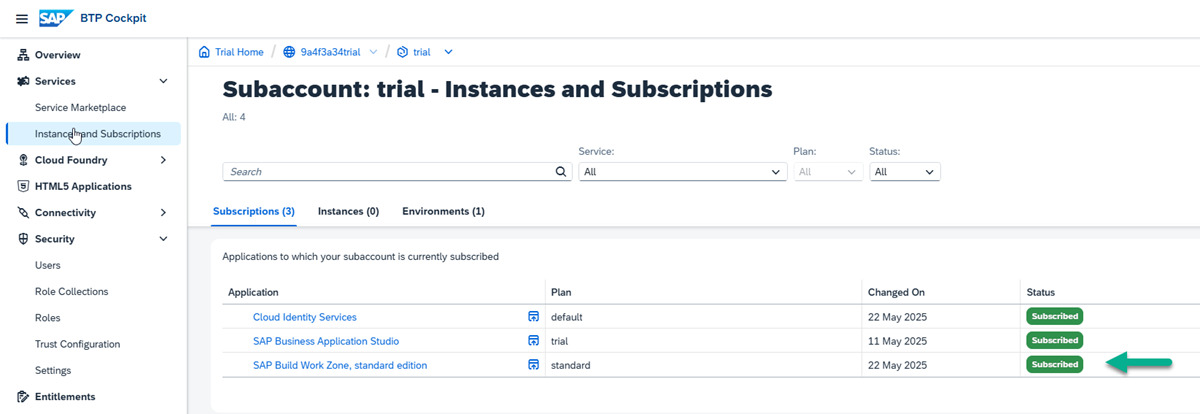 SAP BTP Cockpit
Overview
Services
Service Marketplace
Instances and Subscriptions
Cloud Foundry
HTML5 Applications
Connectivity
Security
Users
Role Collections
Roles
Trust Configuration
Settings
Entitlements
Trial Home / 9a4f3a34trial / trial
Subaccount: trial - Instances and Subscriptions
All: 4
Service: Plan: Status:
Search All All All
Subscriptions (3) Instances (0) Environments (1)
Applications to which your subaccount is currently subscribed
Application Plan Changed On Status
Cloud Identity Services default 22 May 2025 Subscribed
SAP Business Application Studio trial 11 May 2025 Subscribed
SAP Build Work Zone, standard edition standard 22 May 2025 Subscribed